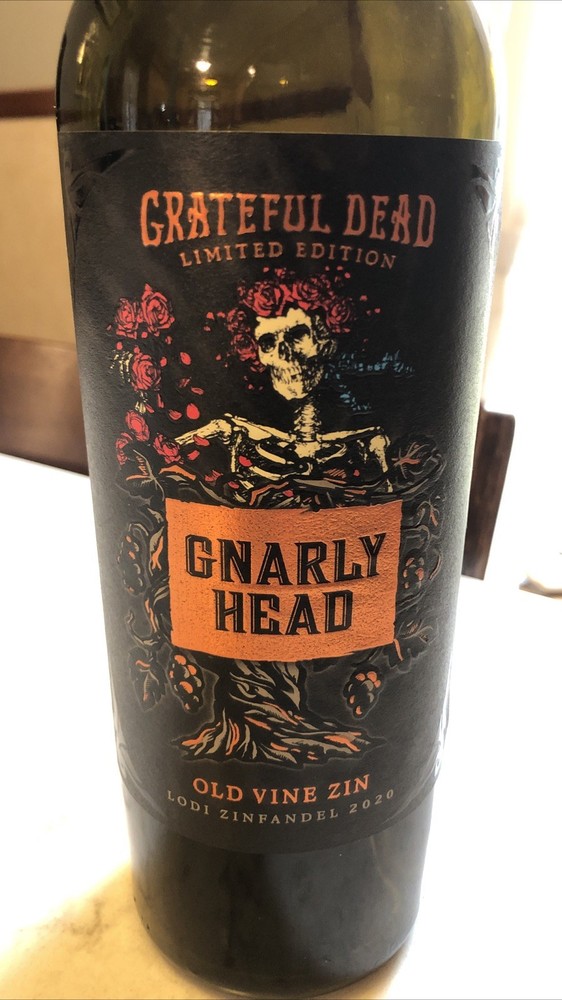 GRATEFUL DEAD
LIMITED EDITION
GNARLY
HEAD
OLD VINE ZIN
LODI ZINFANDEL 2020